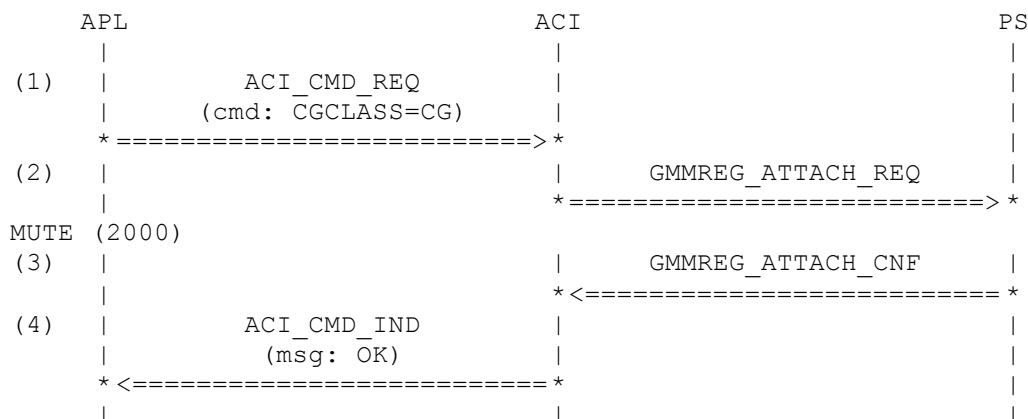 APL ACI PS
(1) ACI_CMD_REQ
(cmd: CGCLASS=CG)
(2) GMMREG_ATTACH_REQ
MUTE (2000)
(3) GMMREG_ATTACH_CNF
(4) ACI_CMD_IND
(msg: OK)